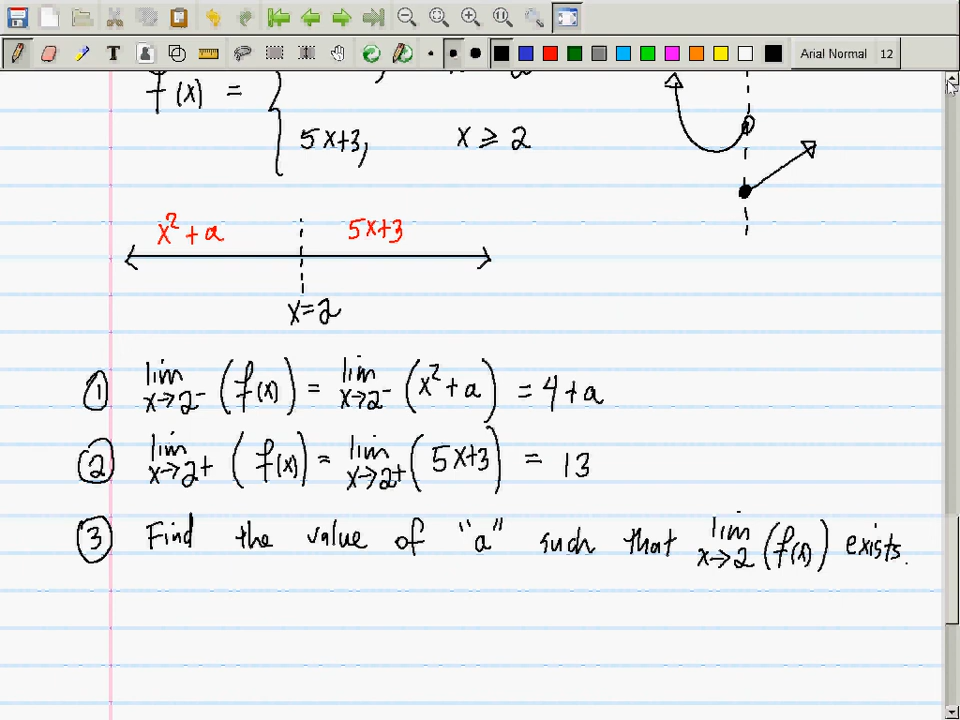 T
Arial Normal 12
f(x) =
5x+3, x ≥ 2
x² + a 5x+3
x=2
① lim x→2⁻ (f(x)) = lim x→2⁻ (x² + a) = 4 + a
② lim x→2+ (f(x)) = lim x→2+ (5x+3) = 13
③ Find the value of "a" such that lim x→2 (f(x)) exists.